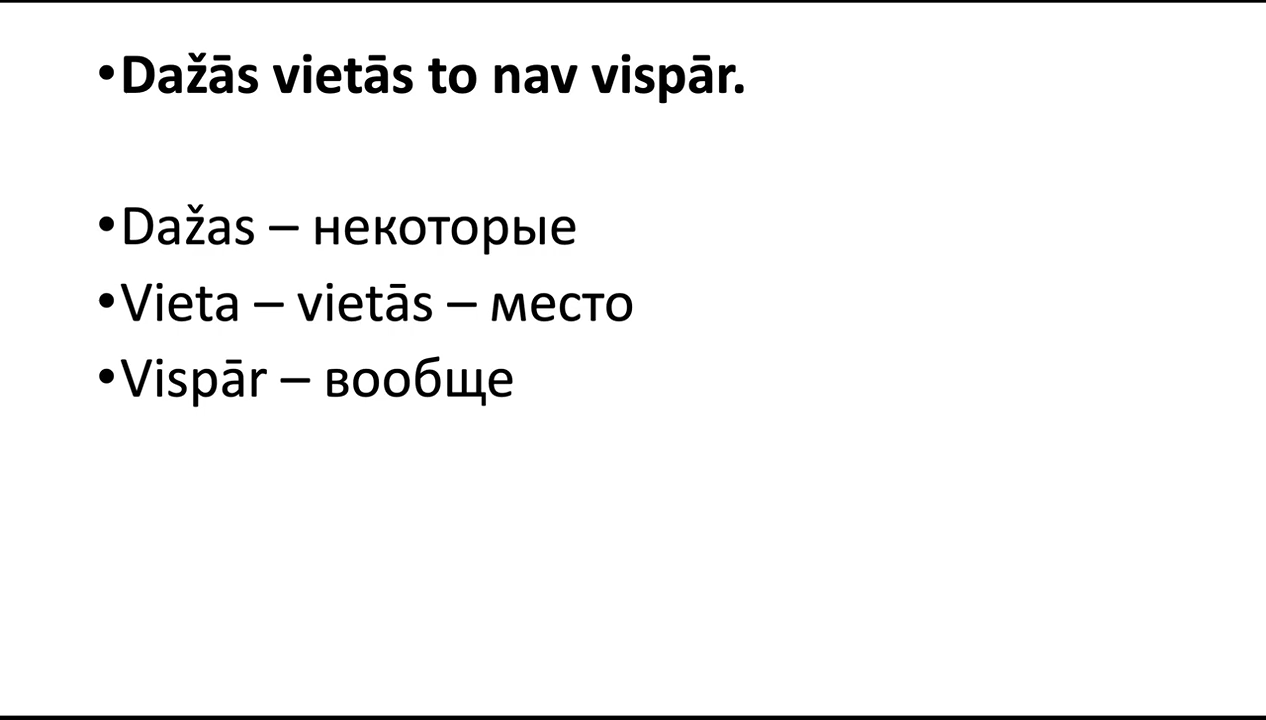 •Dažās vietās to nav vispār.
•Dažas – некоторые
•Vieta – vietās – место
•Vispār – вообще